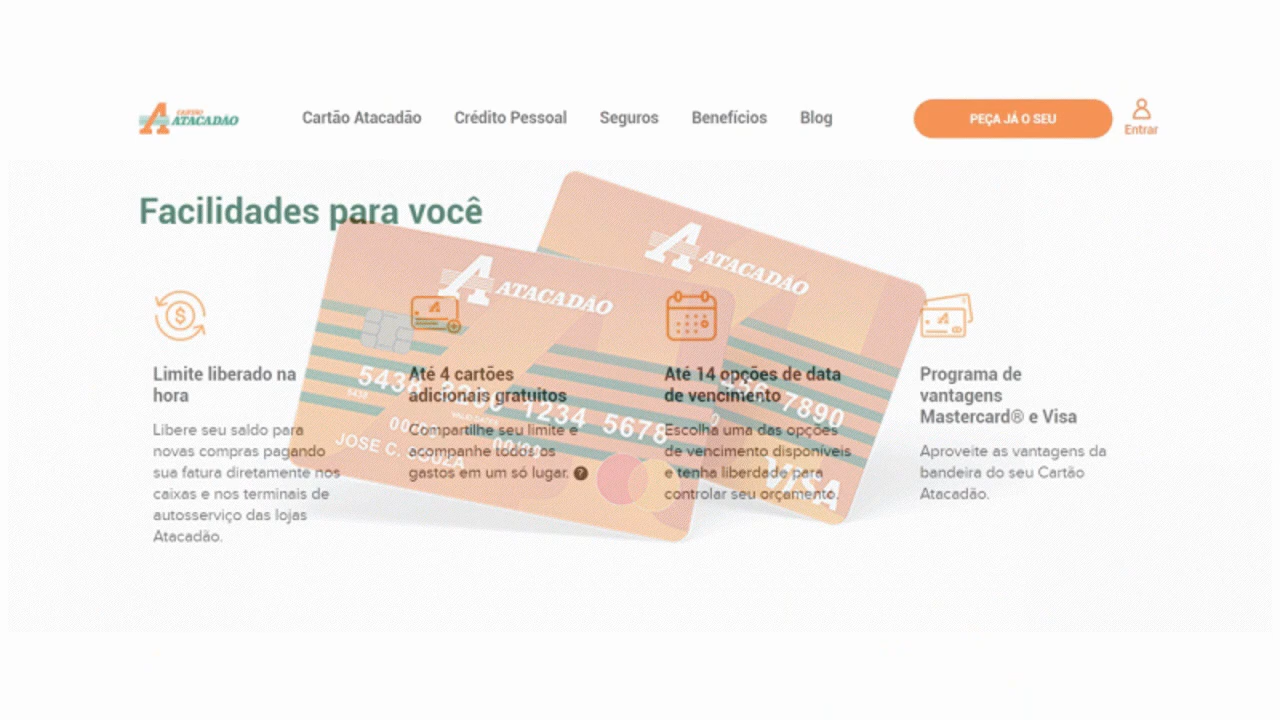 CARTÃO
ATACADÃO
Cartão Atacadão
Crédito Pessoal
Seguros
Benefícios
Blog
PEÇA JÁ O SEU
Entrar
Facilidades para você
ATACADÃO
ATACADÃO
Limite liberado na
hora
Libere seu saldo para
novas compras pagando
sua fatura diretamente nos
caixas e nos terminais de
autosserviço das lojas
Atacadão.
Até 4 cartões
adicionais gratuitos
Compartilhe seu limite e
acompanhe todos os
gastos em um só lugar.
Até 14 opções de data
de vencimento
Escolha uma das opções
de vencimento disponíveis
e tenha liberdade para
controlar seu orçamento.
Programa de
vantagens
Mastercard® e Visa
Aproveite as vantagens da
bandeira do seu Cartão
Atacadão.
1234 5678
7890
VISA